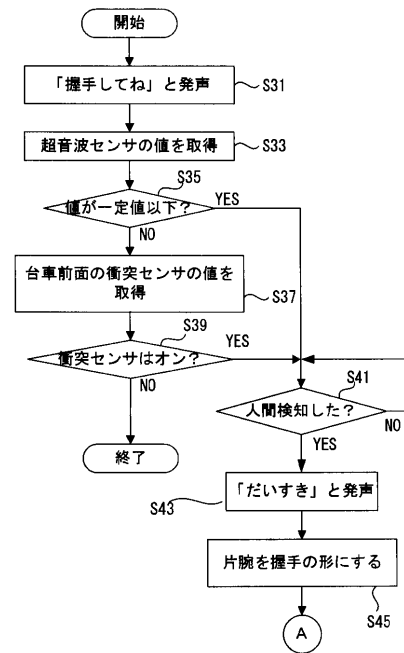 開始
「握手してね」と発声
S31
超音波センサの値を取得
S33
S35
値が一定値以下？
YES
NO
台車前面の衝突センサの値を
取得
S37
S39
衝突センサはオン？
YES
NO
終了
S41
人間検知した？
NO
YES
S43
「だいすき」と発声
片腕を握手の形にする
S45
A